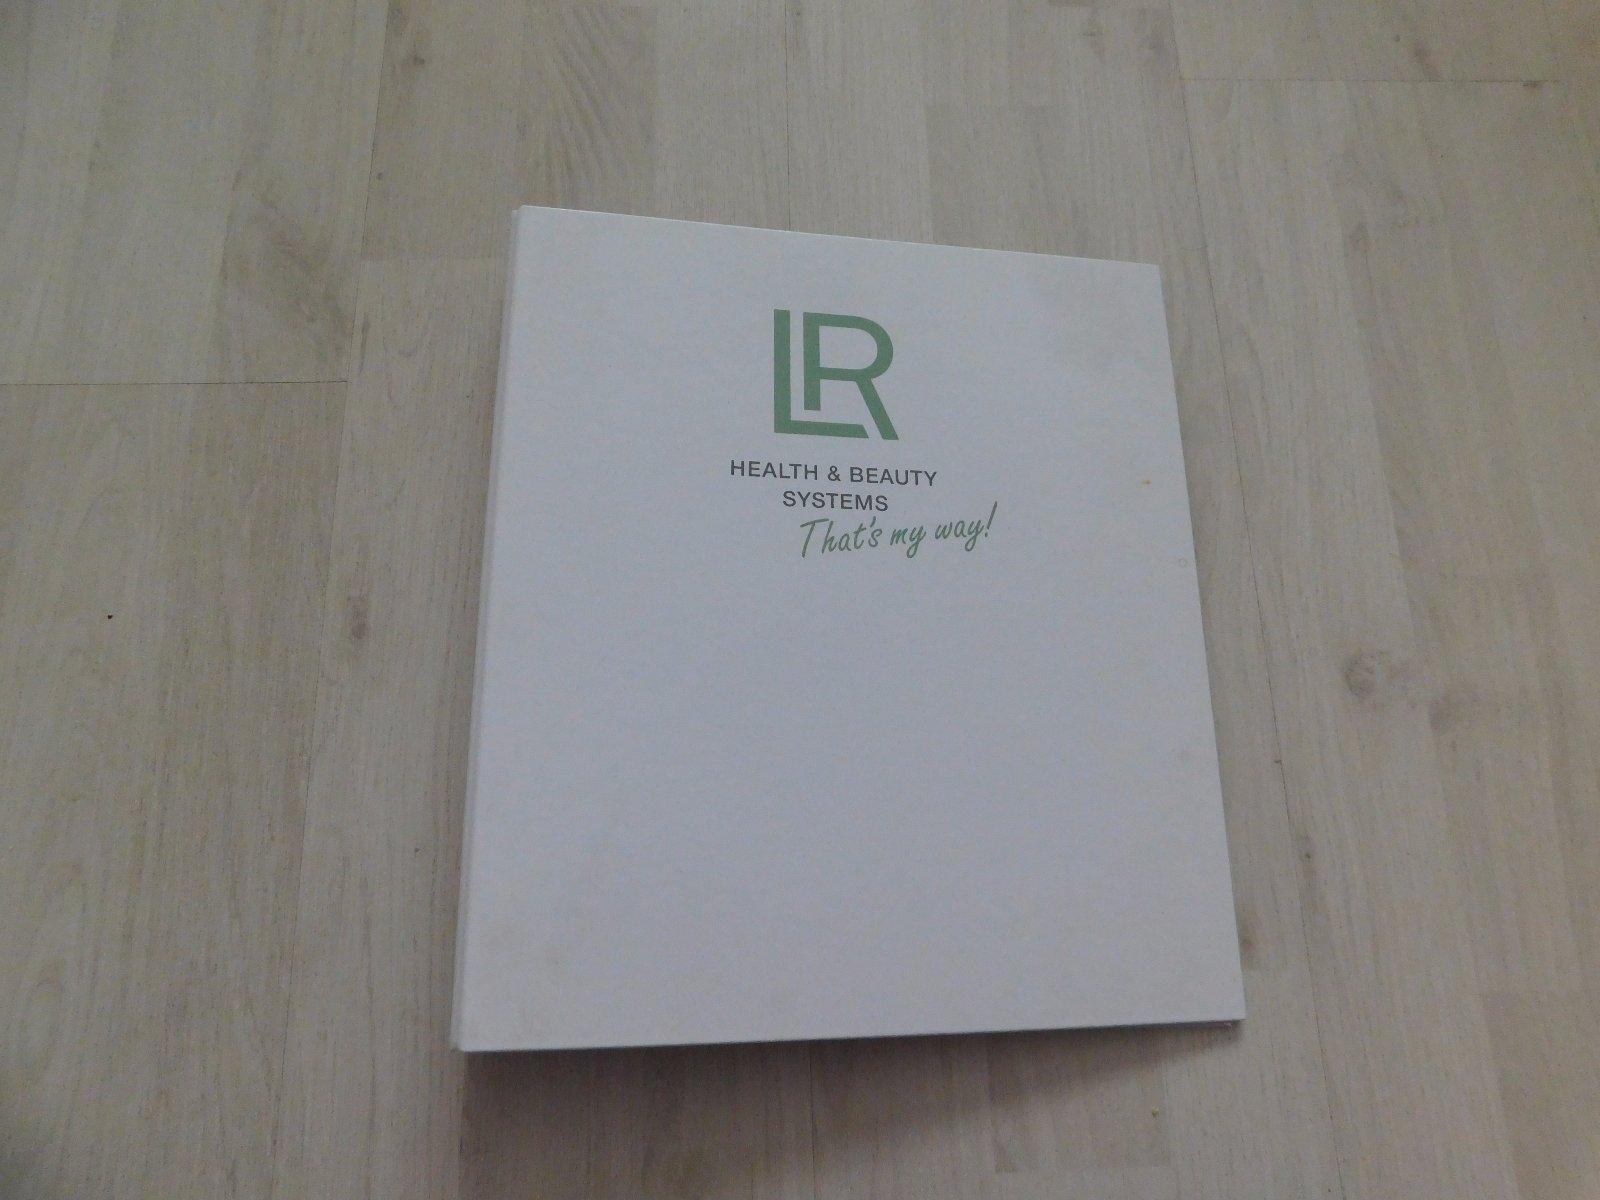 LR
HEALTH & BEAUTY
SYSTEMS
That's my way!